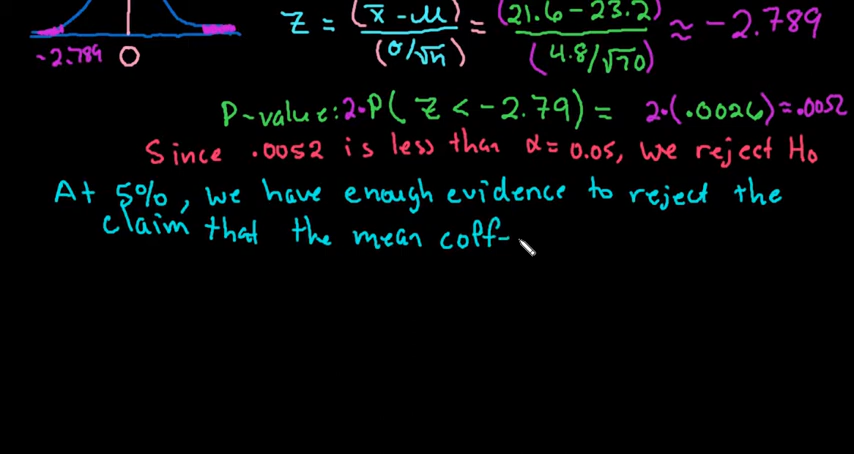 Z = (x̄ - μ) / (σ/√n) = (21.6 - 23.2) / (4.8/√70) ≈ -2.789
-2.789 0
P-value: 2·P(Z < -2.79) = 2·(.0026) = .0052
Since .0052 is less than α = 0.05, we reject H₀
At 5%, we have enough evidence to reject the
claim that the mean coff-